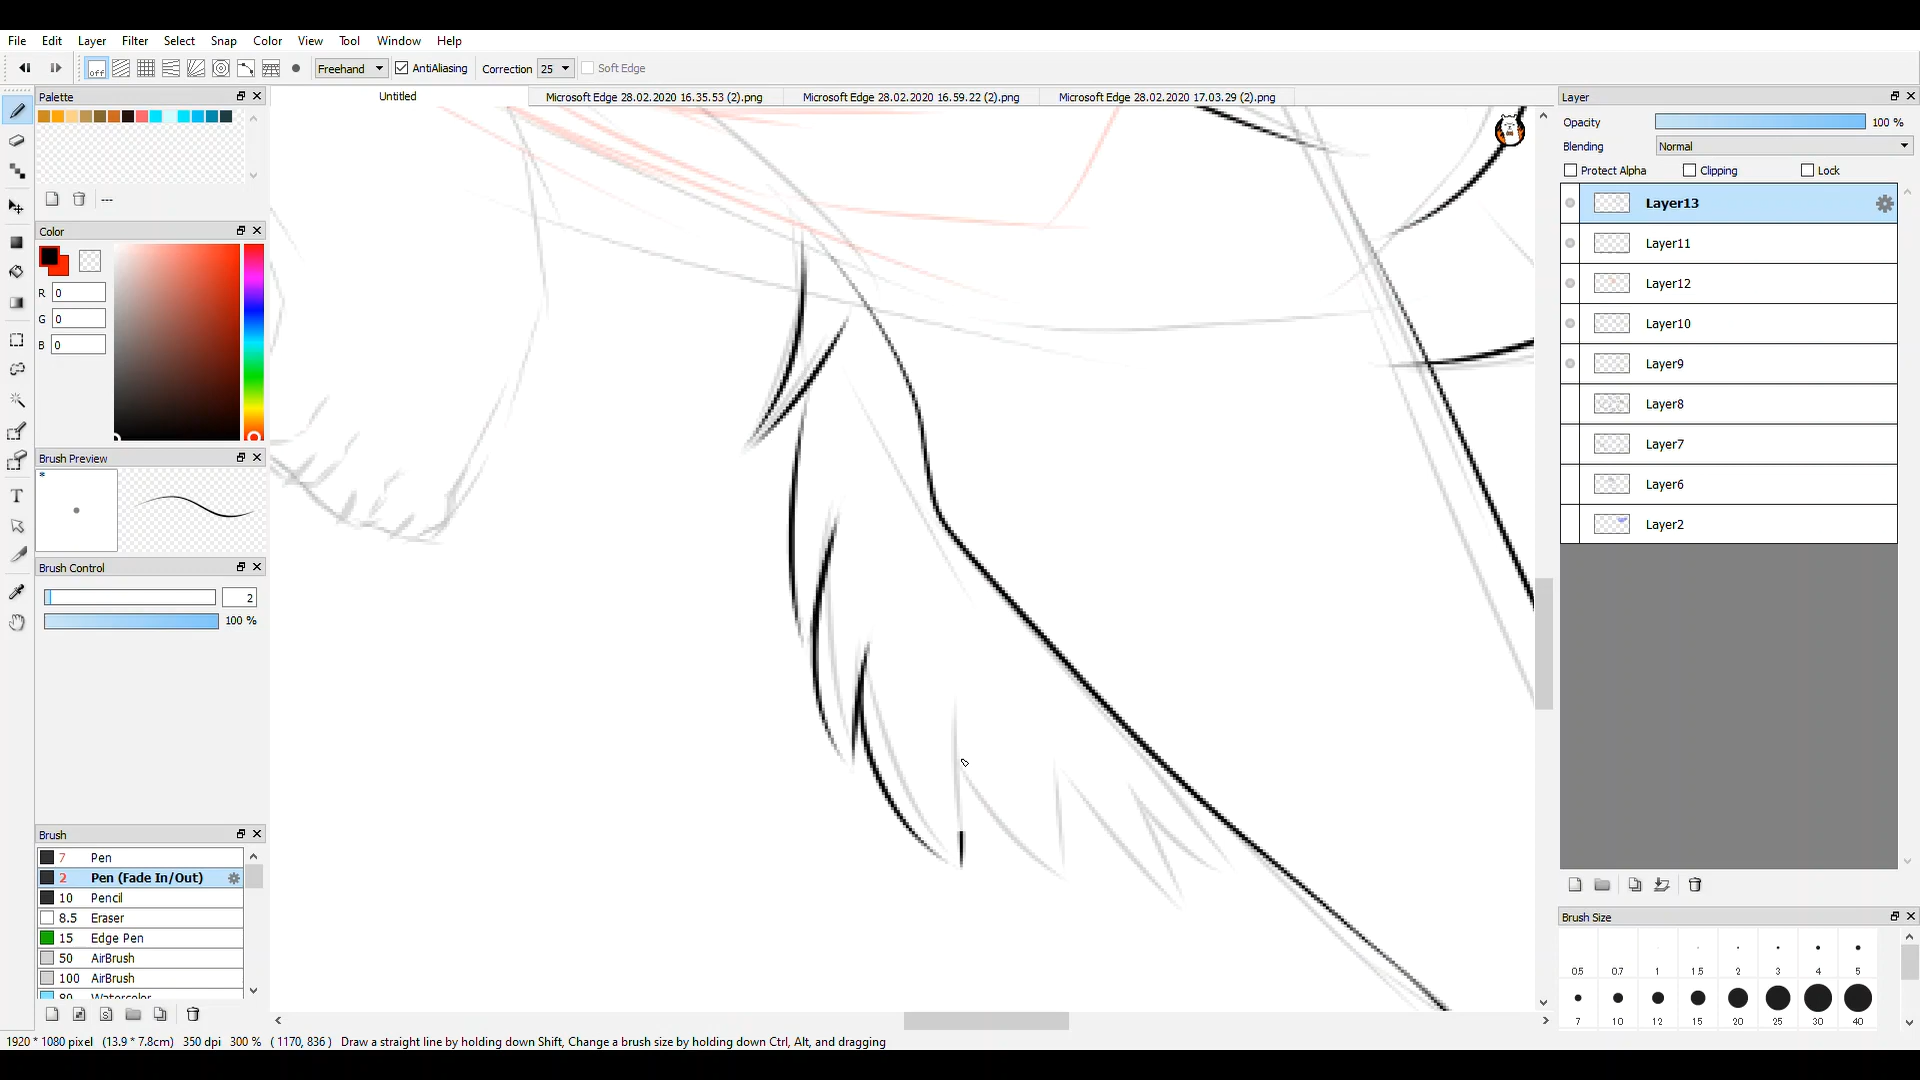 File Edit Layer Filter Select Snap Color View Tool Window Help
off Freehand AntiAliasing Correction 25 Soft Edge
Palette
Untitled
Microsoft Edge 28.02.2020 16.35.53 (2).png
Microsoft Edge 28.02.2020 16.59.22 (2).png
Microsoft Edge 28.02.2020 17.03.29 (2).png
---
Color
R 0
G 0
B 0
Brush Preview
*
Brush Control
2
100 %
Brush
7 Pen
2 Pen (Fade In/Out)
10 Pencil
8.5 Eraser
15 Edge Pen
50 AirBrush
100 AirBrush
80 Watercolor
Layer
Opacity 100 %
Blending Normal
Protect Alpha Clipping Lock
Layer13
Layer11
Layer12
Layer10
Layer9
Layer8
Layer7
Layer6
Layer2
Brush Size
0.5 0.7 1 1.5 2 3 4 5
7 10 12 15 20 25 30 40
1920 * 1080 pixel (13.9 * 7.8cm) 350 dpi 300 % ( 1170, 836 ) Draw a straight line by holding down Shift, Change a brush size by holding down Ctrl, Alt, and dragging